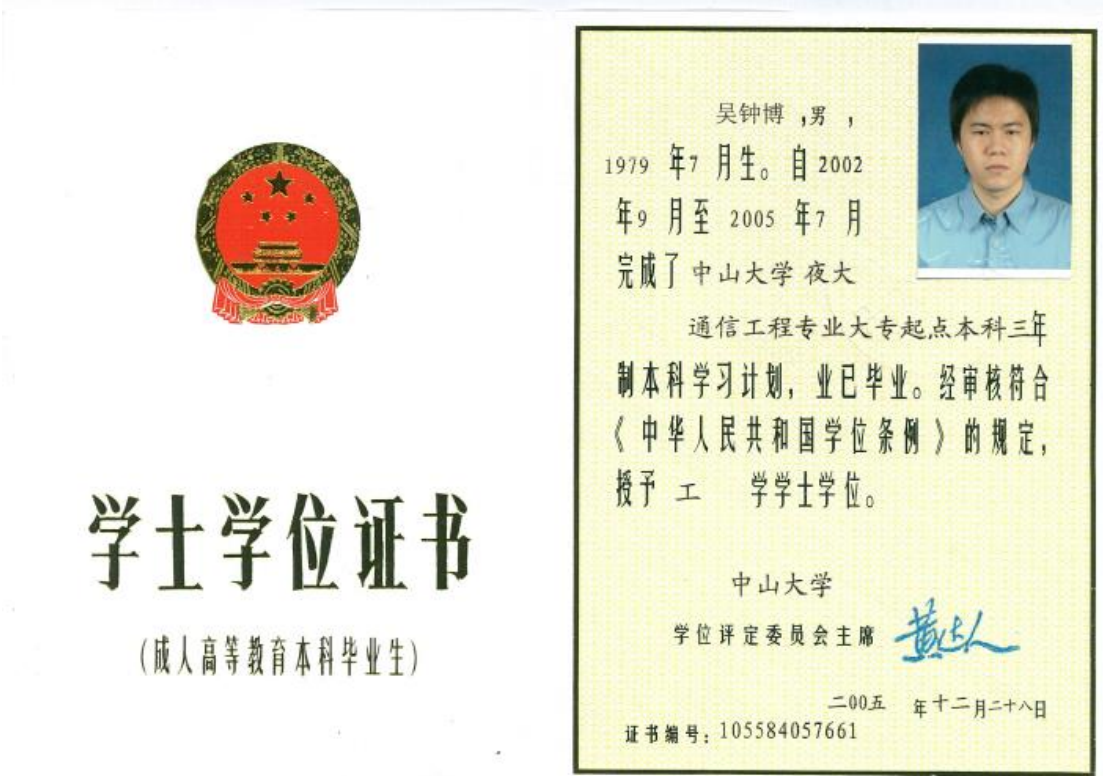 学士学位证书
(成人高等教育本科毕业生)
吴钟博 ,男 ,
1979 年7 月生。自 2002
年9 月至 2005 年7 月
完成了 中山大学 夜大
通信工程专业大专起点本科三年
制本科学习计划,业已毕业。经审核符合
《中华人民共和国学位条例》的规定,
授予 工 学学士学位。
中山大学
学位评定委员会主席 黄达人
二00五 年十二月二十八日
证书编号:105584057661